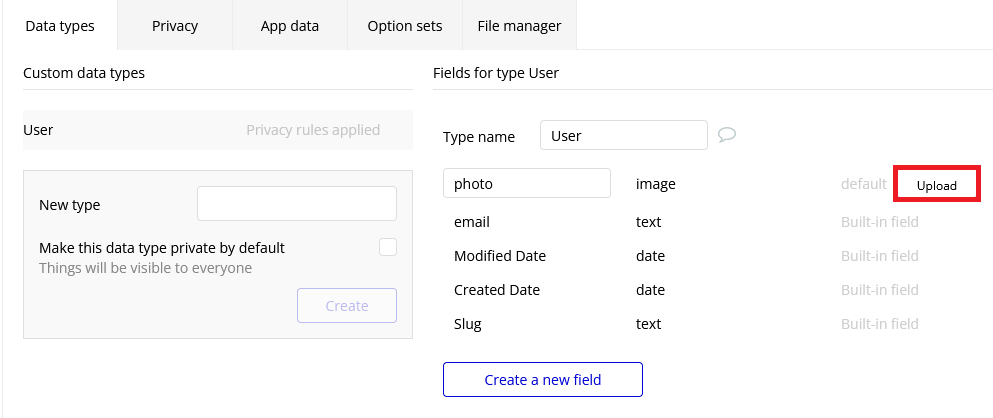 Data types Privacy App data Option sets File manager
Custom data types
User Privacy rules applied
New type
Make this data type private by default
Things will be visible to everyone
Create
Fields for type User
Type name User
photo image default Upload
email text Built-in field
Modified Date date Built-in field
Created Date date Built-in field
Slug text Built-in field
Create a new field